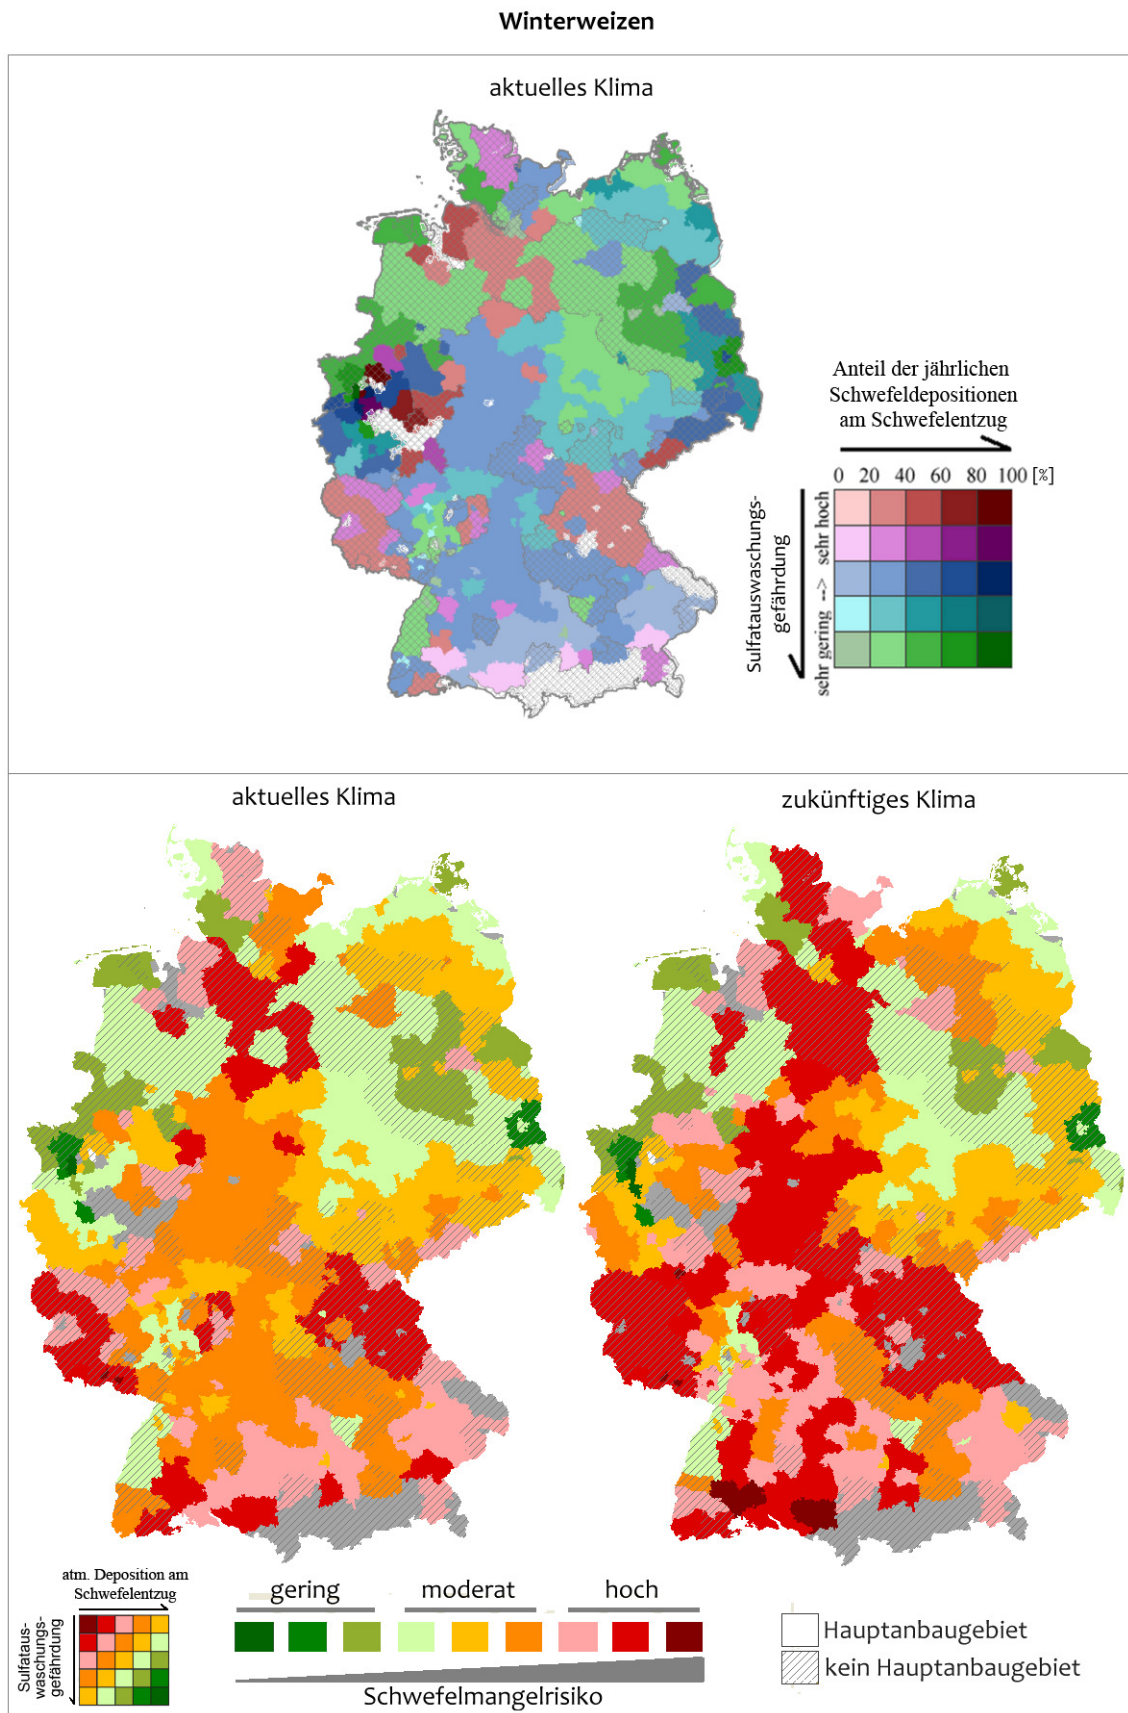 Winterweizen
aktuelles Klima
Anteil der jährlichen
Schwefeldepositionen
am Schwefelentzug
0 20 40 60 80 100 [%]
Sulfatauswaschungs-
gefährdung
sehr gering --> sehr hoch
aktuelles Klima
zukünftiges Klima
atm. Deposition am
Schwefelentzug
Sulfataus-
waschungs-
gefährdung
gering moderat hoch
Schwefelmangelrisiko
Hauptanbaugebiet
kein Hauptanbaugebiet